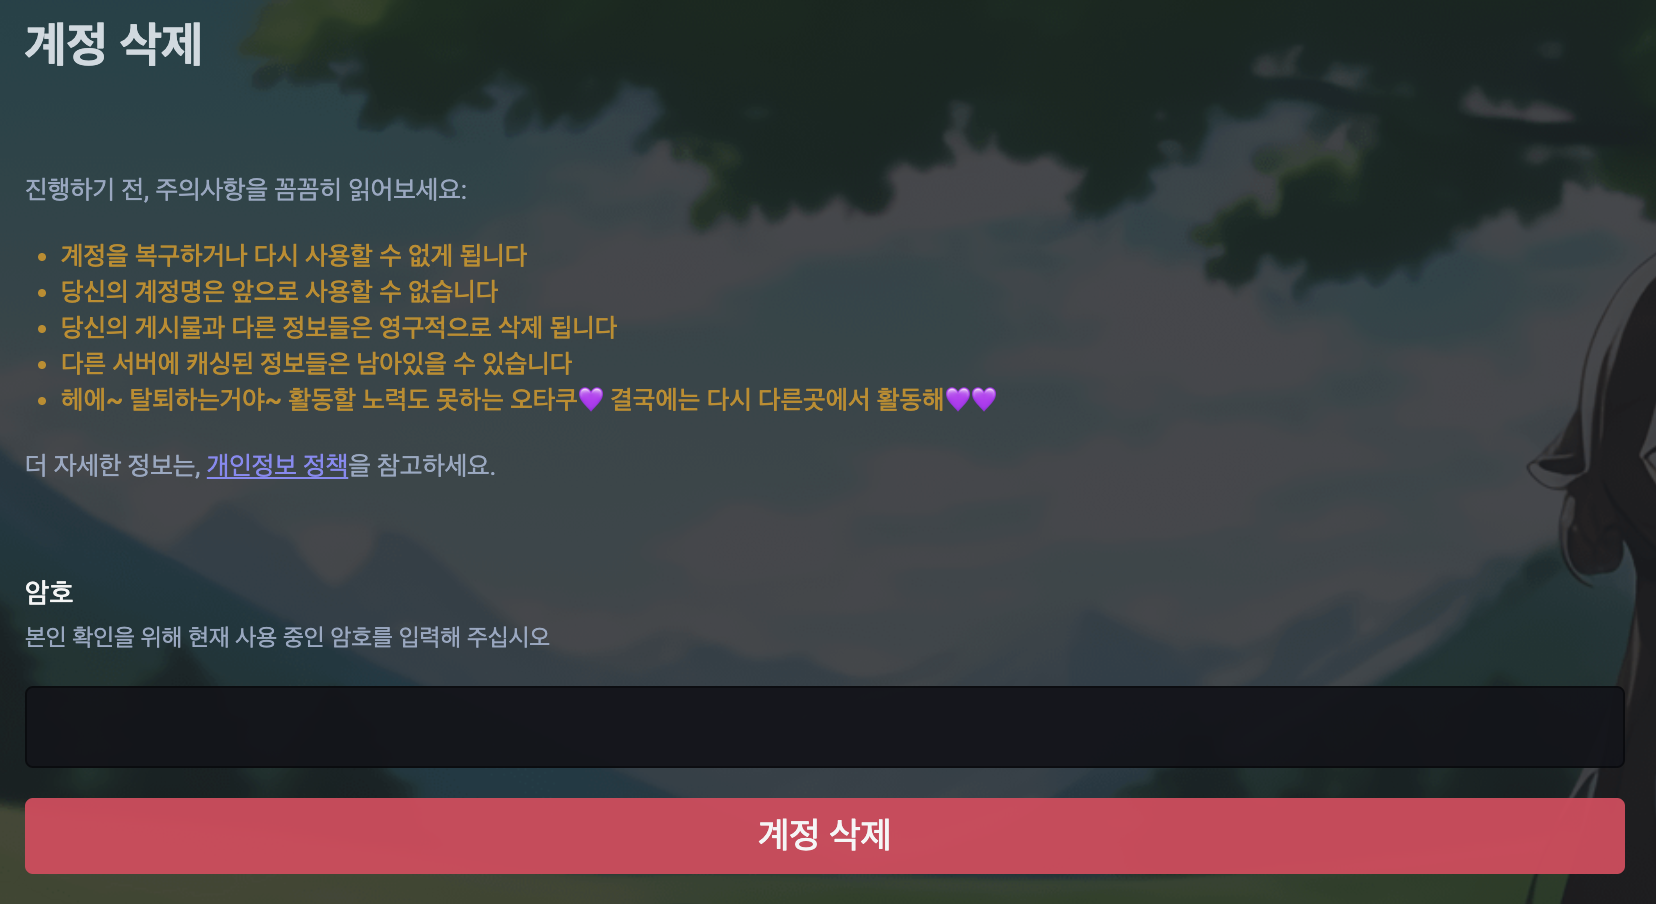 계정 삭제
진행하기 전, 주의사항을 꼼꼼히 읽어보세요:
• 계정을 복구하거나 다시 사용할 수 없게 됩니다
• 당신의 계정명은 앞으로 사용할 수 없습니다
• 당신의 게시물과 다른 정보들은 영구적으로 삭제 됩니다
• 다른 서버에 캐싱된 정보들은 남아있을 수 있습니다
• 헤에~ 탈퇴하는거야~ 활동할 노력도 못하는 오타쿠💜 결국에는 다시 다른곳에서 활동해💜💜
더 자세한 정보는, 개인정보 정책을 참고하세요.
암호
본인 확인을 위해 현재 사용 중인 암호를 입력해 주십시오
계정 삭제